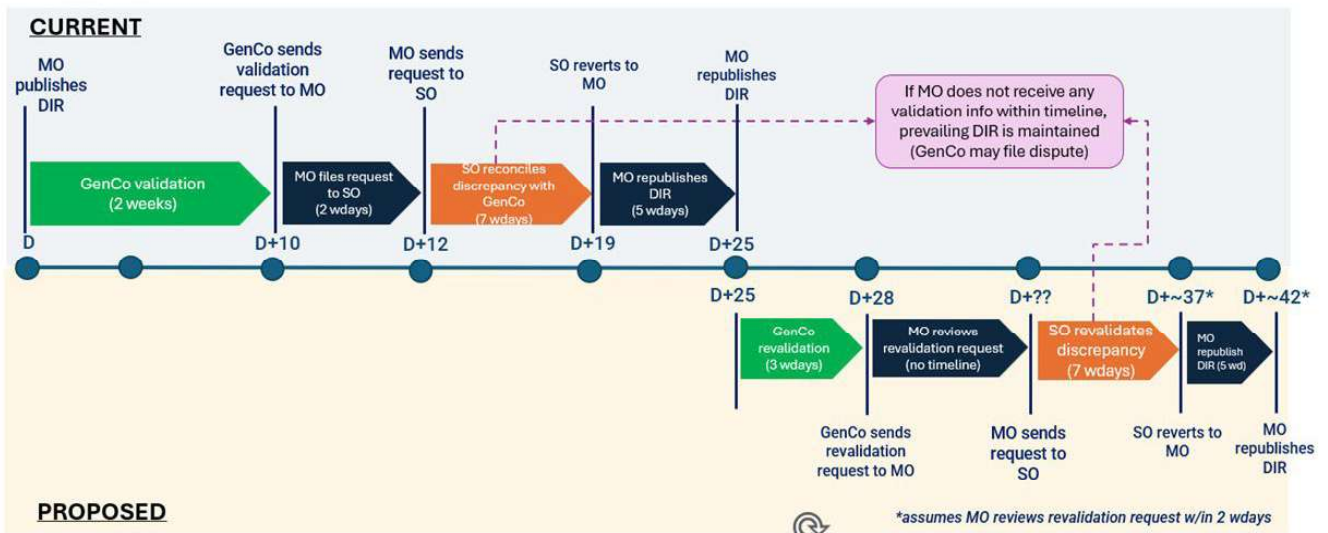 CURRENT
MO
publishes
DIR
GenCo sends
validation
request to MO
MO sends
request to
SO
SO reverts to
MO
MO
republishes
DIR
If MO does not receive any
validation info within timeline,
prevailing DIR is maintained
(GenCo may file dispute)
GenCo validation
(2 weeks)
MO files request
to SO
(2 wdays)
SO reconciles
discrepancy with
GenCo
(7 wdays)
MO republishes
DIR
(5 wdays)
D
D+10
D+12
D+19
D+25
D+25
D+28
D+??
D+~37*
D+~42*
GenCo
revalidation
(3 wdays)
MO reviews
revalidation request
(no timeline)
SO revalidates
discrepancy
(7 wdays)
MO
republish
DIR (5 wd)
GenCo sends
revalidation
request to MO
MO sends
request to
SO
SO reverts to
MO
MO
republishes
DIR
PROPOSED
*assumes MO reviews revalidation request w/in 2 wdays